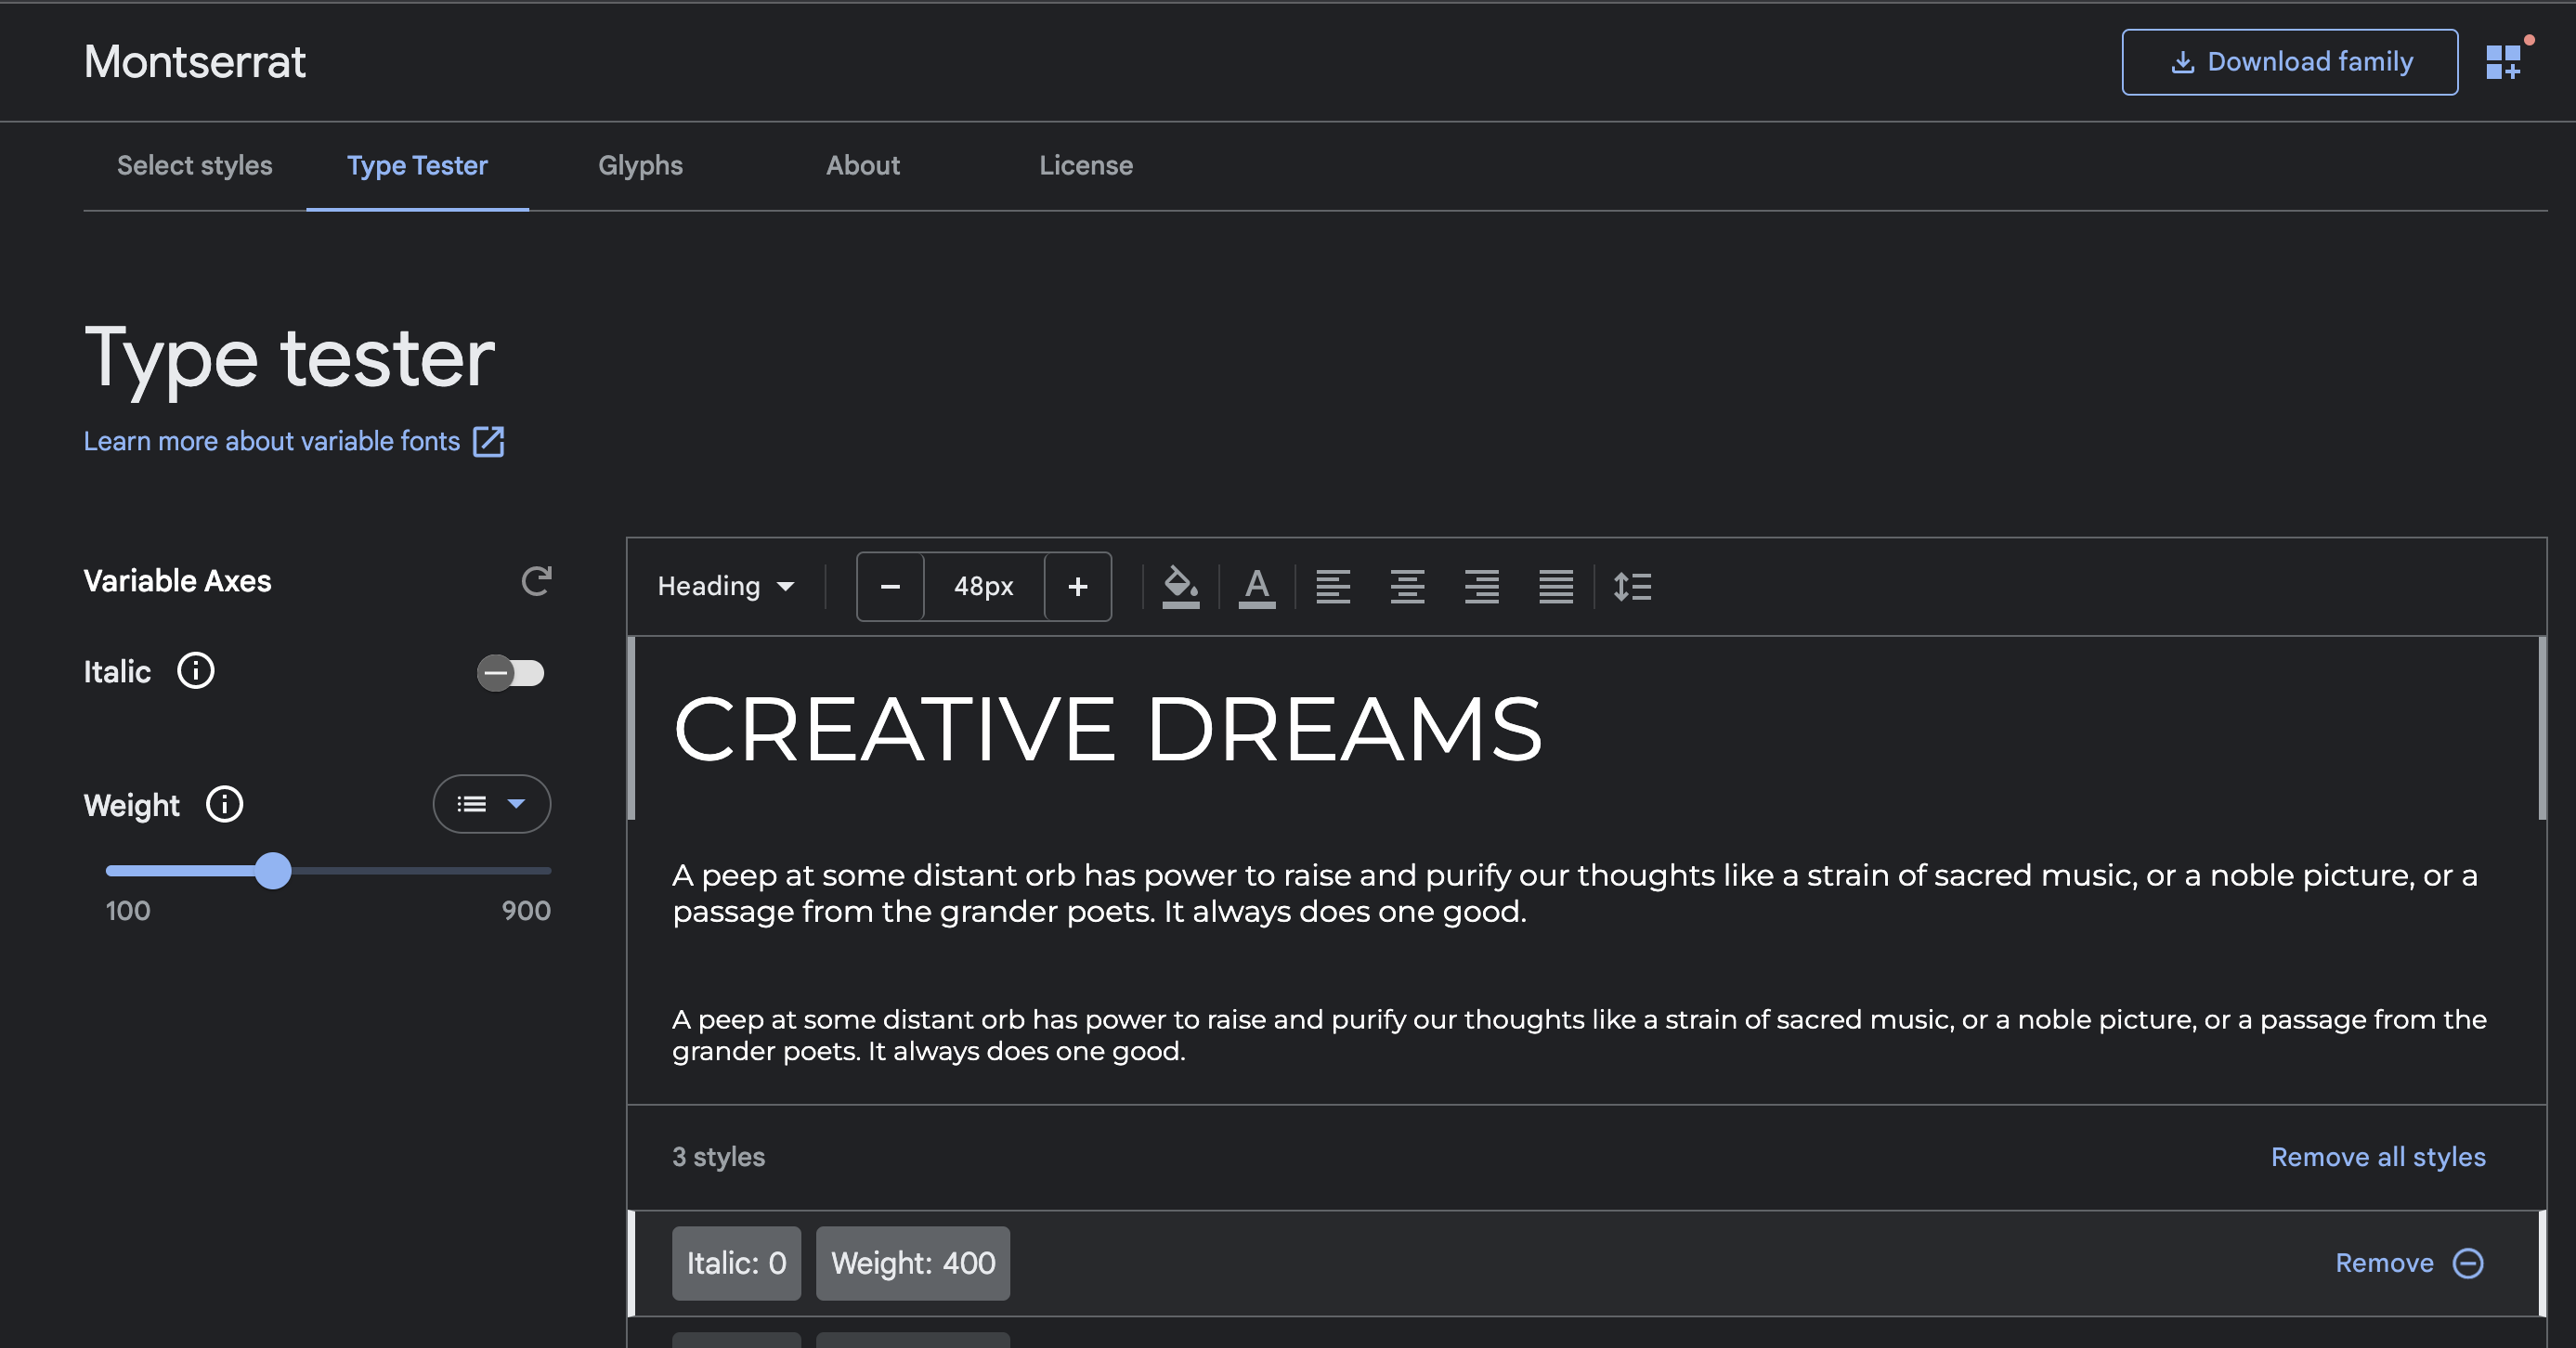 Montserrat
Download family
Select styles
Type Tester
Glyphs
About
License
Type tester
Learn more about variable fonts
Variable Axes
Italic
Weight
100
900
Heading
48px
A
CREATIVE DREAMS
A peep at some distant orb has power to raise and purify our thoughts like a strain of sacred music, or a noble picture, or a
passage from the grander poets. It always does one good.
A peep at some distant orb has power to raise and purify our thoughts like a strain of sacred music, or a noble picture, or a passage from the
grander poets. It always does one good.
3 styles
Remove all styles
Italic: 0
Weight: 400
Remove